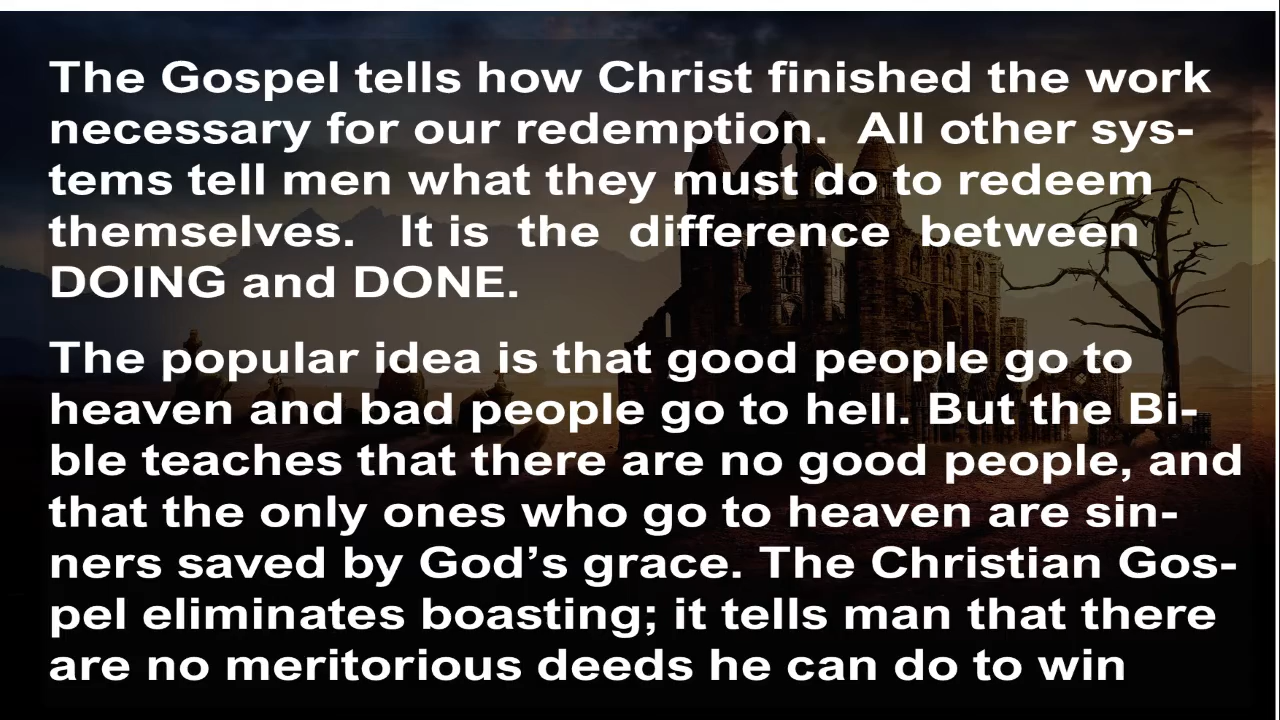 The Gospel tells how Christ finished the work
necessary for our redemption.  All other sys-
tems tell men what they must do to redeem
themselves.   It is  the  difference  between
DOING and DONE.
The popular idea is that good people go to
heaven and bad people go to hell. But the Bi-
ble teaches that there are no good people, and
that the only ones who go to heaven are sin-
ners saved by God’s grace. The Christian Gos-
pel eliminates boasting; it tells man that there
are no meritorious deeds he can do to win